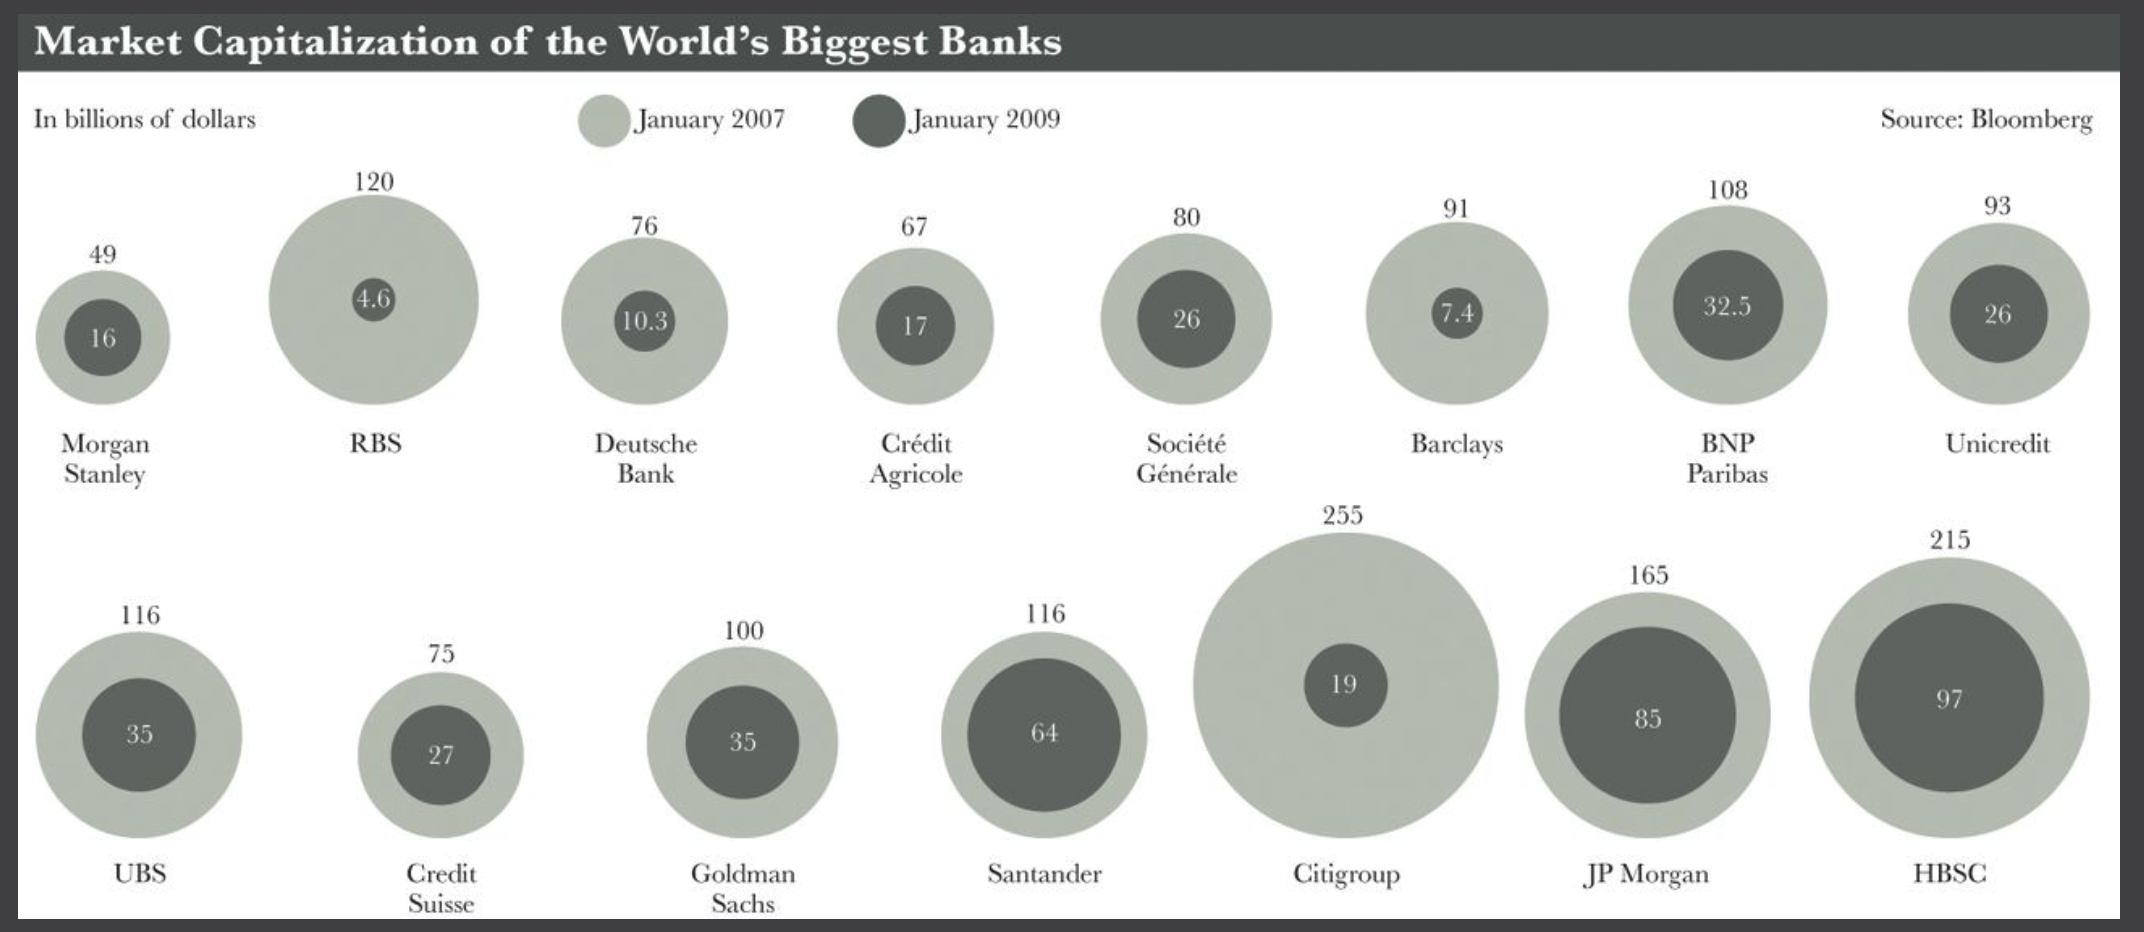 Market Capitalization of the World's Biggest Banks
In billions of dollars
January 2007
January 2009
Source: Bloomberg
49
16
Morgan
Stanley
120
4.6
RBS
76
10.3
Deutsche
Bank
67
17
Crédit
Agricole
80
26
Société
Générale
91
7.4
Barclays
108
32.5
BNP
Paribas
93
26
Unicredit
116
35
UBS
75
27
Credit
Suisse
100
35
Goldman
Sachs
116
64
Santander
255
19
Citigroup
165
85
JP Morgan
215
97
HBSC